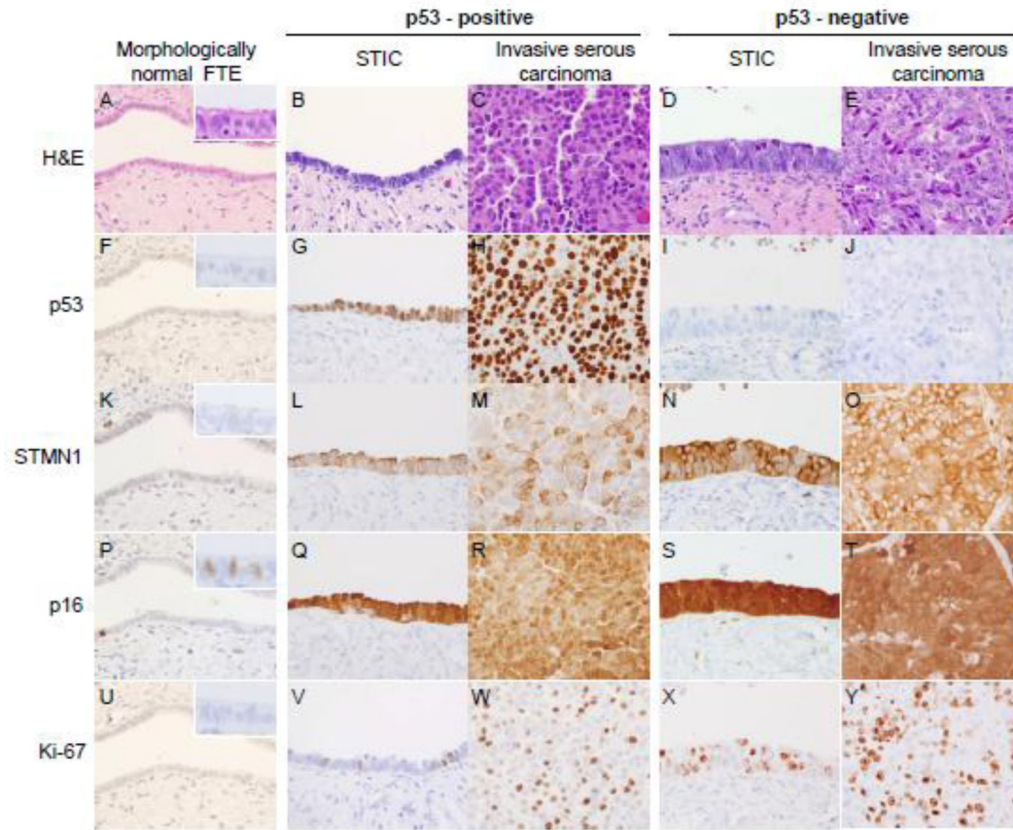 p53 - positive
p53 - negative
Morphologically
normal FTE
STIC
Invasive serous
carcinoma
STIC
Invasive serous
carcinoma
H&E
A
B
C
D
E
p53
F
G
H
I
J
STMN1
K
L
M
N
O
p16
P
Q
R
S
T
Ki-67
U
V
W
X
Y